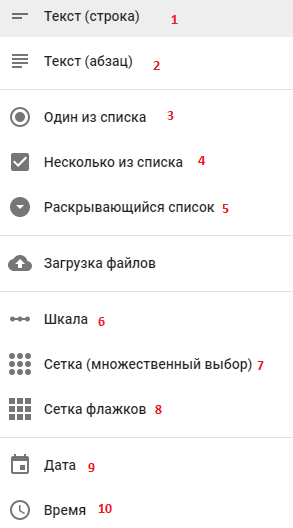 Текст (строка) 1
Текст (абзац) 2
Один из списка 3
Несколько из списка 4
Раскрывающийся список 5
Загрузка файлов
Шкала 6
Сетка (множественный выбор) 7
Сетка флажков 8
Дата 9
Время 10